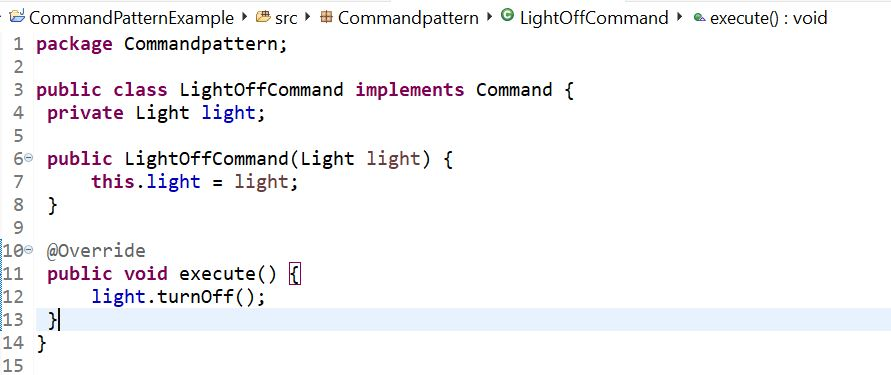 CommandPatternExample src Commandpattern LightOffCommand execute() : void
1 package Commandpattern;
2
3 public class LightOffCommand implements Command {
4 private Light light;
5
6 public LightOffCommand(Light light) {
7 this.light = light;
8 }
9
10 @Override
11 public void execute() {
12 light.turnOff();
13 }
14 }
15